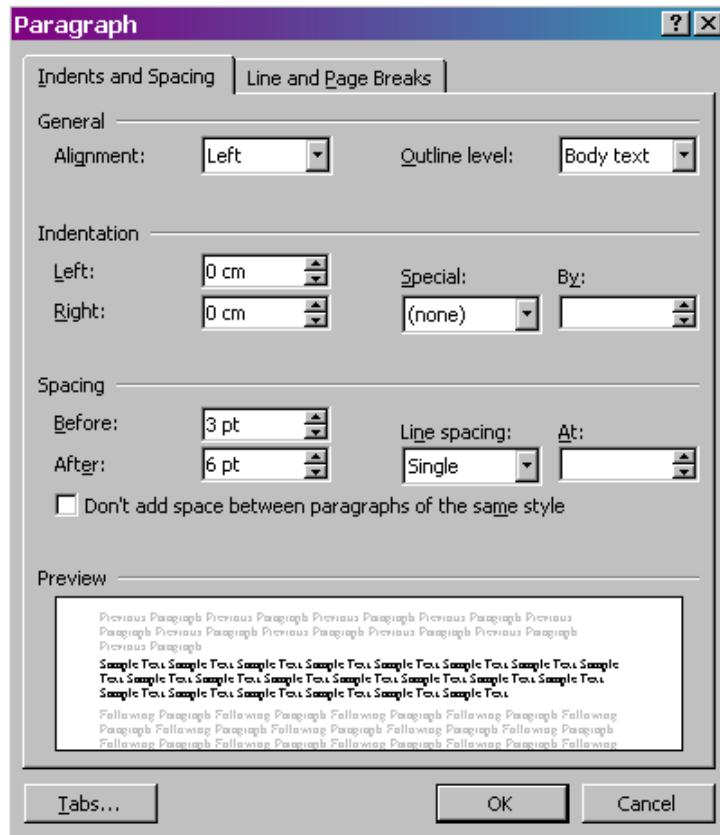 Paragraph
Indents and Spacing Line and Page Breaks
General
Alignment: Left Outline level: Body text
Indentation
Left: 0 cm Special: By:
Right: 0 cm (none)
Spacing
Before: 3 pt Line spacing: At:
After: 6 pt Single
Don't add space between paragraphs of the same style
Preview
Previous Paragraph Previous Paragraph Previous Paragraph Previous Paragraph Previous
Paragraph Previous Paragraph Previous Paragraph Previous Paragraph Previous Paragraph
Previous Paragraph
Sample Text Sample Text Sample Text Sample Text Sample Text Sample Text Sample Text Sample
Text Sample Text Sample Text Sample Text Sample Text Sample Text Sample Text Sample Text
Sample Text Sample Text Sample Text Sample Text Sample Text Sample Text
Following Paragraph Following Paragraph Following Paragraph Following Paragraph Following
Paragraph Following Paragraph Following Paragraph Following Paragraph Following Paragraph
Following Paragraph Following Paragraph Following Paragraph Following Paragraph Following
Tabs... OK Cancel